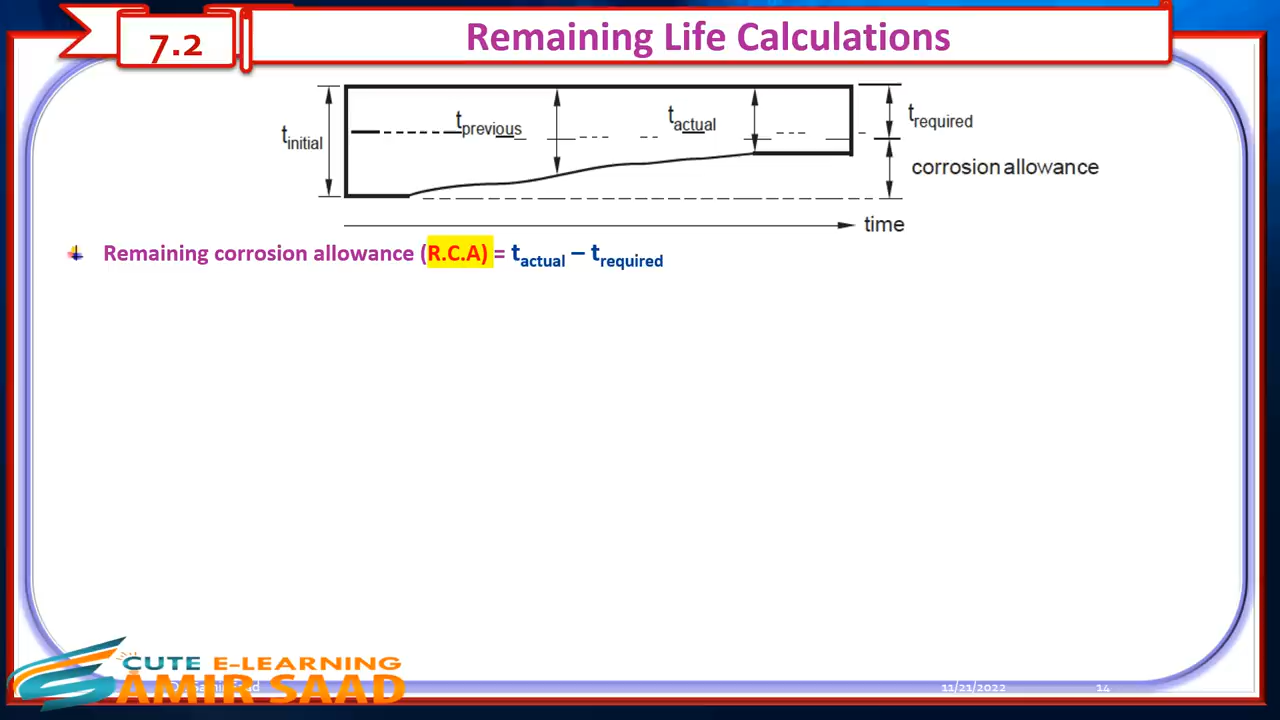 7.2
Remaining Life Calculations
t initial
t previous
t actual
t required
corrosion allowance
time
Remaining corrosion allowance (R.C.A) = t actual – t required
CUTE E-LEARNING
AMIR SAAD
11/21/2022
14